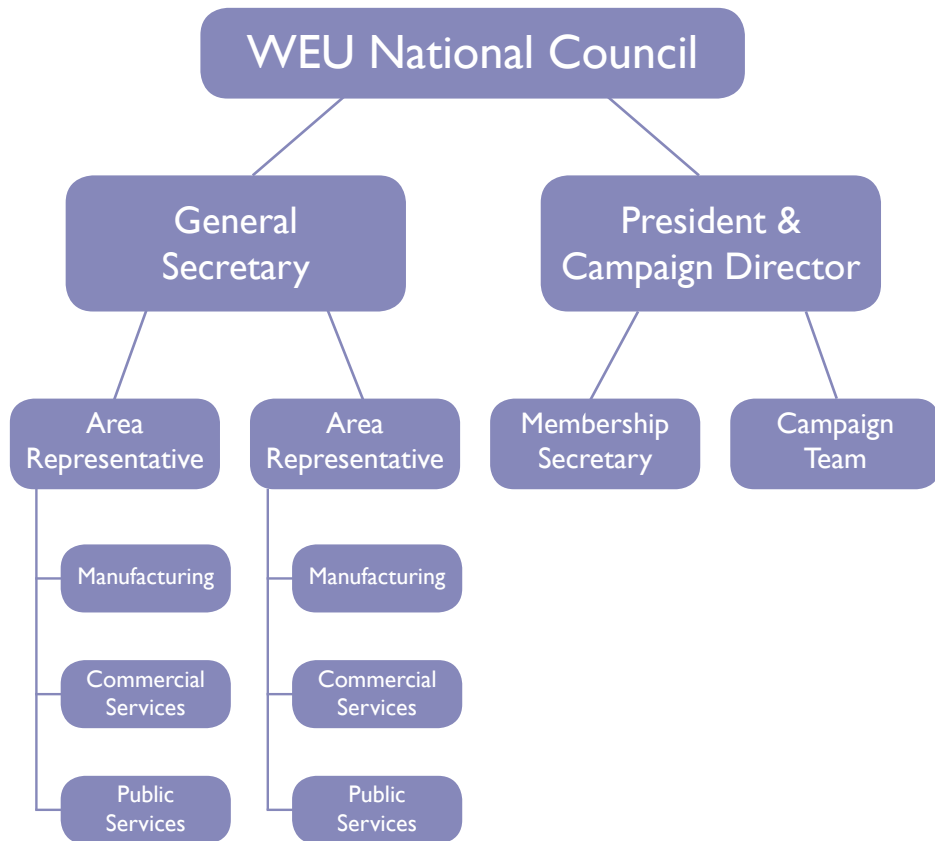 WEU National Council
General
Secretary
President &
Campaign Director
Area
Representative
Area
Representative
Membership
Secretary
Campaign
Team
Manufacturing
Manufacturing
Commercial
Services
Commercial
Services
Public
Services
Public
Services